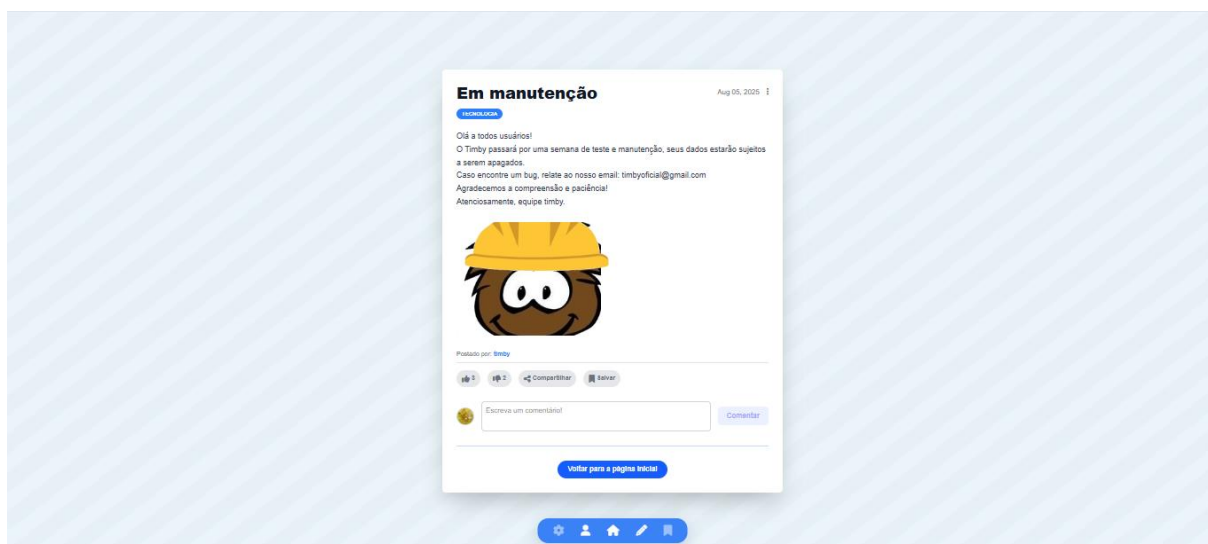 Em manutenção
Aug 05, 2025
TECNOLOGIA
Olá a todos usuários!
O Timby passará por uma semana de teste e manutenção, seus dados estarão sujeitos
a serem apagados.
Caso encontre um bug, relate ao nosso email: timbyoficial@gmail.com
Agradecemos a compreensão e paciência!
Atenciosamente, equipe timby.
Postado por: timby
3 2 Compartilhar Salvar
Escreva um comentário!
Comentar
Voltar para a página inicial